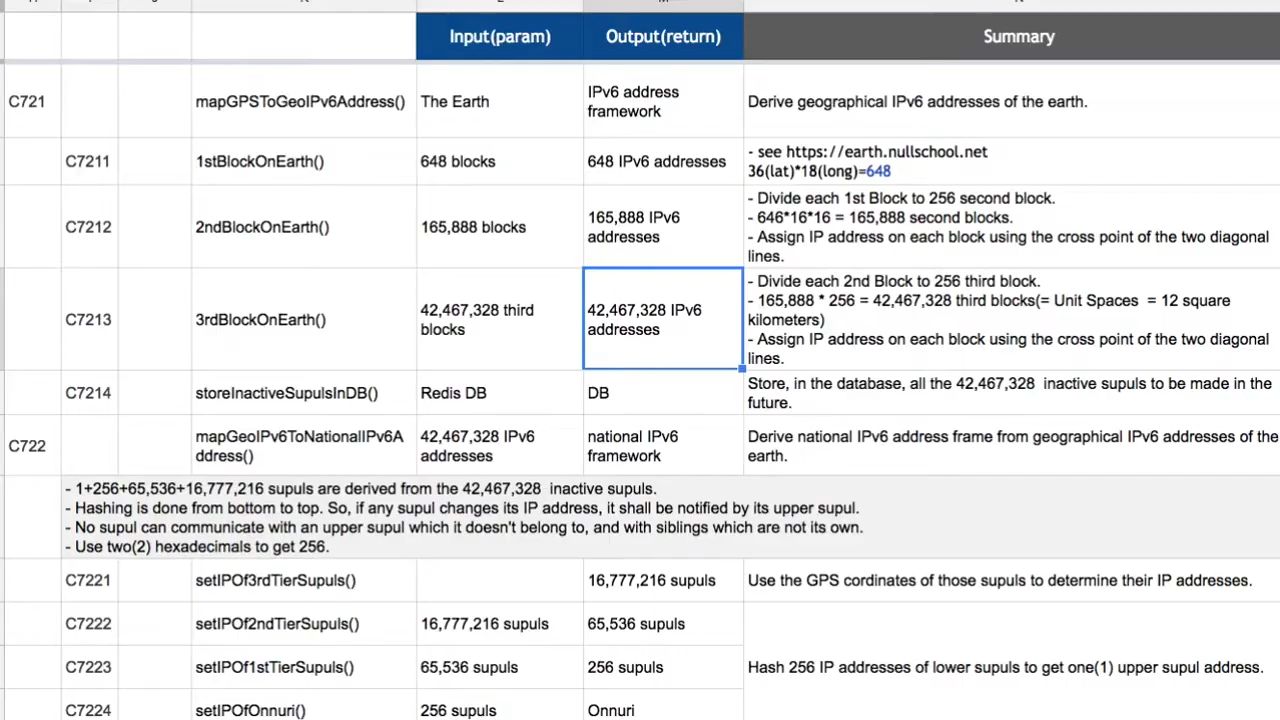 Input(param) Output(return) Summary
C721 mapGPSToGeoIPv6Address() The Earth IPv6 address framework Derive geographical IPv6 addresses of the earth.
C7211 1stBlockOnEarth() 648 blocks 648 IPv6 addresses - see https://earth.nullschool.net
36(lat)*18(long)=648
C7212 2ndBlockOnEarth() 165,888 blocks 165,888 IPv6 addresses - Divide each 1st Block to 256 second block.
- 646*16*16 = 165,888 second blocks.
- Assign IP address on each block using the cross point of the two diagonal
lines.
C7213 3rdBlockOnEarth() 42,467,328 third blocks 42,467,328 IPv6 addresses - Divide each 2nd Block to 256 third block.
- 165,888 * 256 = 42,467,328 third blocks(= Unit Spaces = 12 square
kilometers)
- Assign IP address on each block using the cross point of the two diagonal
lines.
C7214 storeInactiveSupulsInDB() Redis DB DB Store, in the database, all the 42,467,328 inactive supuls to be made in the
future.
C722 mapGeoIPv6ToNationalIPv6Address() 42,467,328 IPv6 addresses national IPv6 framework Derive national IPv6 address frame from geographical IPv6 addresses of the
earth.
- 1+256+65,536+16,777,216 supuls are derived from the 42,467,328 inactive supuls.
- Hashing is done from bottom to top. So, if any supul changes its IP address, it shall be notified by its upper supul.
- No supul can communicate with an upper supul which it doesn't belong to, and with siblings which are not its own.
- Use two(2) hexadecimals to get 256.
C7221 setIPOf3rdTierSupuls() 16,777,216 supuls Use the GPS cordinates of those supuls to determine their IP addresses.
C7222 setIPOf2ndTierSupuls() 16,777,216 supuls 65,536 supuls
C7223 setIPOf1stTierSupuls() 65,536 supuls 256 supuls Hash 256 IP addresses of lower supuls to get one(1) upper supul address.
C7224 setIPOfOnnuri() 256 supuls Onnuri